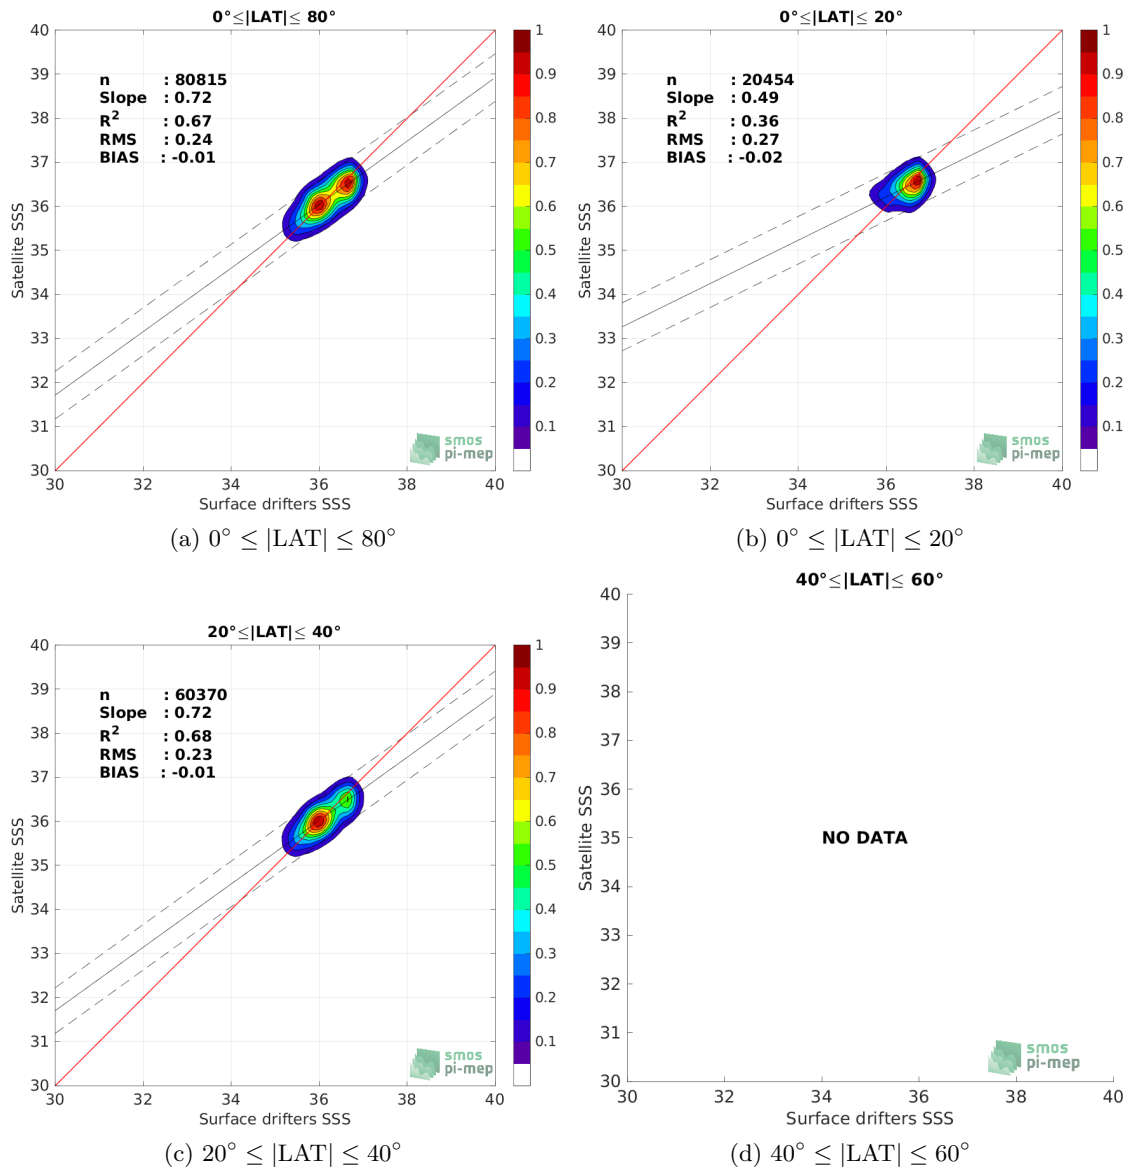 0°≤|LAT|≤ 80°
40
39
38
37
36
35
34
33
32
31
30
30
32
34
36
38
40
Satellite SSS
Surface drifters SSS
n : 80815
Slope : 0.72
R² : 0.67
RMS : 0.24
BIAS : -0.01
1
0.9
0.8
0.7
0.6
0.5
0.4
0.3
0.2
0.1
smos
pi-mep
(a) 0° ≤ |LAT| ≤ 80°
0°≤|LAT|≤ 20°
40
39
38
37
36
35
34
33
32
31
30
30
32
34
36
38
40
Satellite SSS
Surface drifters SSS
n : 20454
Slope : 0.49
R² : 0.36
RMS : 0.27
BIAS : -0.02
1
0.9
0.8
0.7
0.6
0.5
0.4
0.3
0.2
0.1
smos
pi-mep
(b) 0° ≤ |LAT| ≤ 20°
20°≤|LAT|≤ 40°
40
39
38
37
36
35
34
33
32
31
30
30
32
34
36
38
40
Satellite SSS
Surface drifters SSS
n : 60370
Slope : 0.72
R² : 0.68
RMS : 0.23
BIAS : -0.01
1
0.9
0.8
0.7
0.6
0.5
0.4
0.3
0.2
0.1
smos
pi-mep
(c) 20° ≤ |LAT| ≤ 40°
40°≤|LAT|≤ 60°
40
39
38
37
36
35
34
33
32
31
30
30
32
34
36
38
40
Satellite SSS
Surface drifters SSS
NO DATA
smos
pi-mep
(d) 40° ≤ |LAT| ≤ 60°